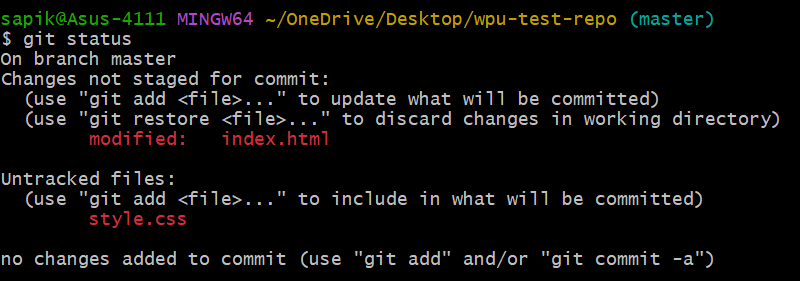 sapik@Asus-4111 MINGW64 ~/OneDrive/Desktop/wpu-test-repo (master)
$ git status
On branch master
Changes not staged for commit:
  (use "git add <file>..." to update what will be committed)
  (use "git restore <file>..." to discard changes in working directory)
        modified:   index.html

Untracked files:
  (use "git add <file>..." to include in what will be committed)
        style.css

no changes added to commit (use "git add" and/or "git commit -a")